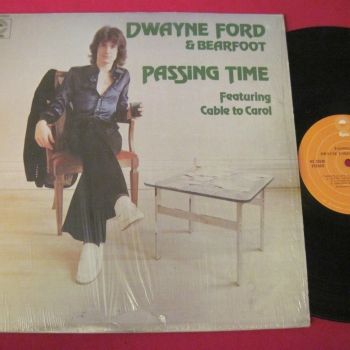 DWAYNE FORD
& BEARFOOT
PASSING TIME
Featuring
Cable to Carol